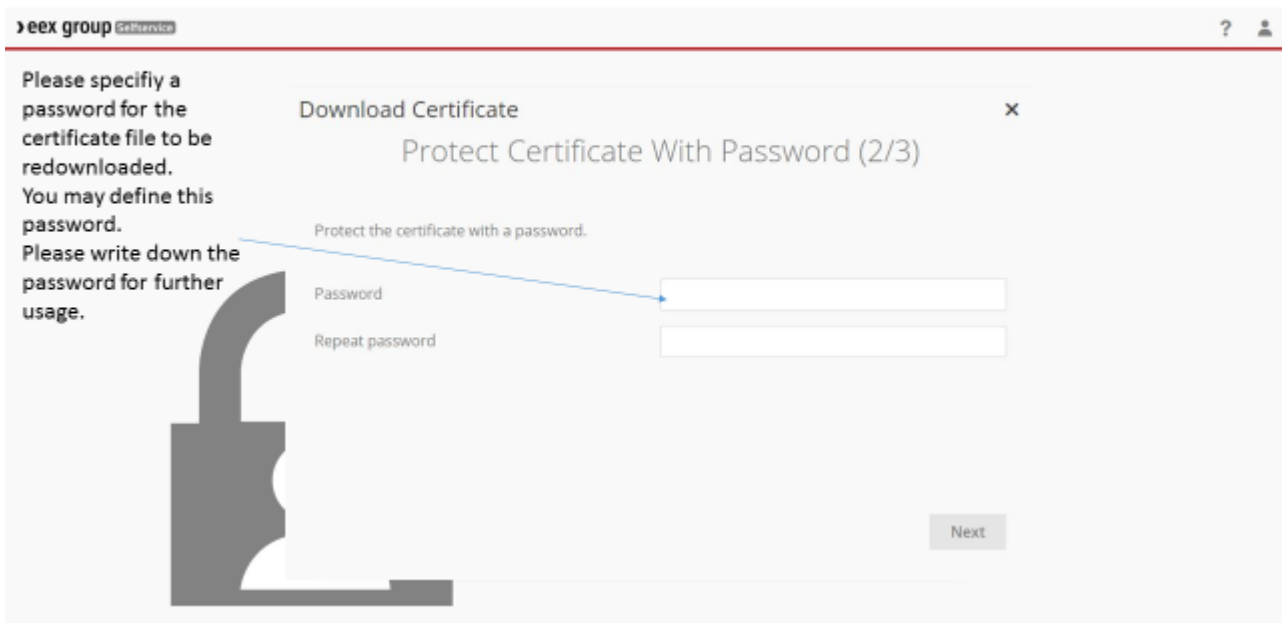 eex group Selfservice
?
Please specifiy a
password for the
certificate file to be
redownloaded.
You may define this
password.
Please write down the
password for further
usage.
Download Certificate
Protect Certificate With Password (2/3)
Protect the certificate with a password.
Password
Repeat password
Next